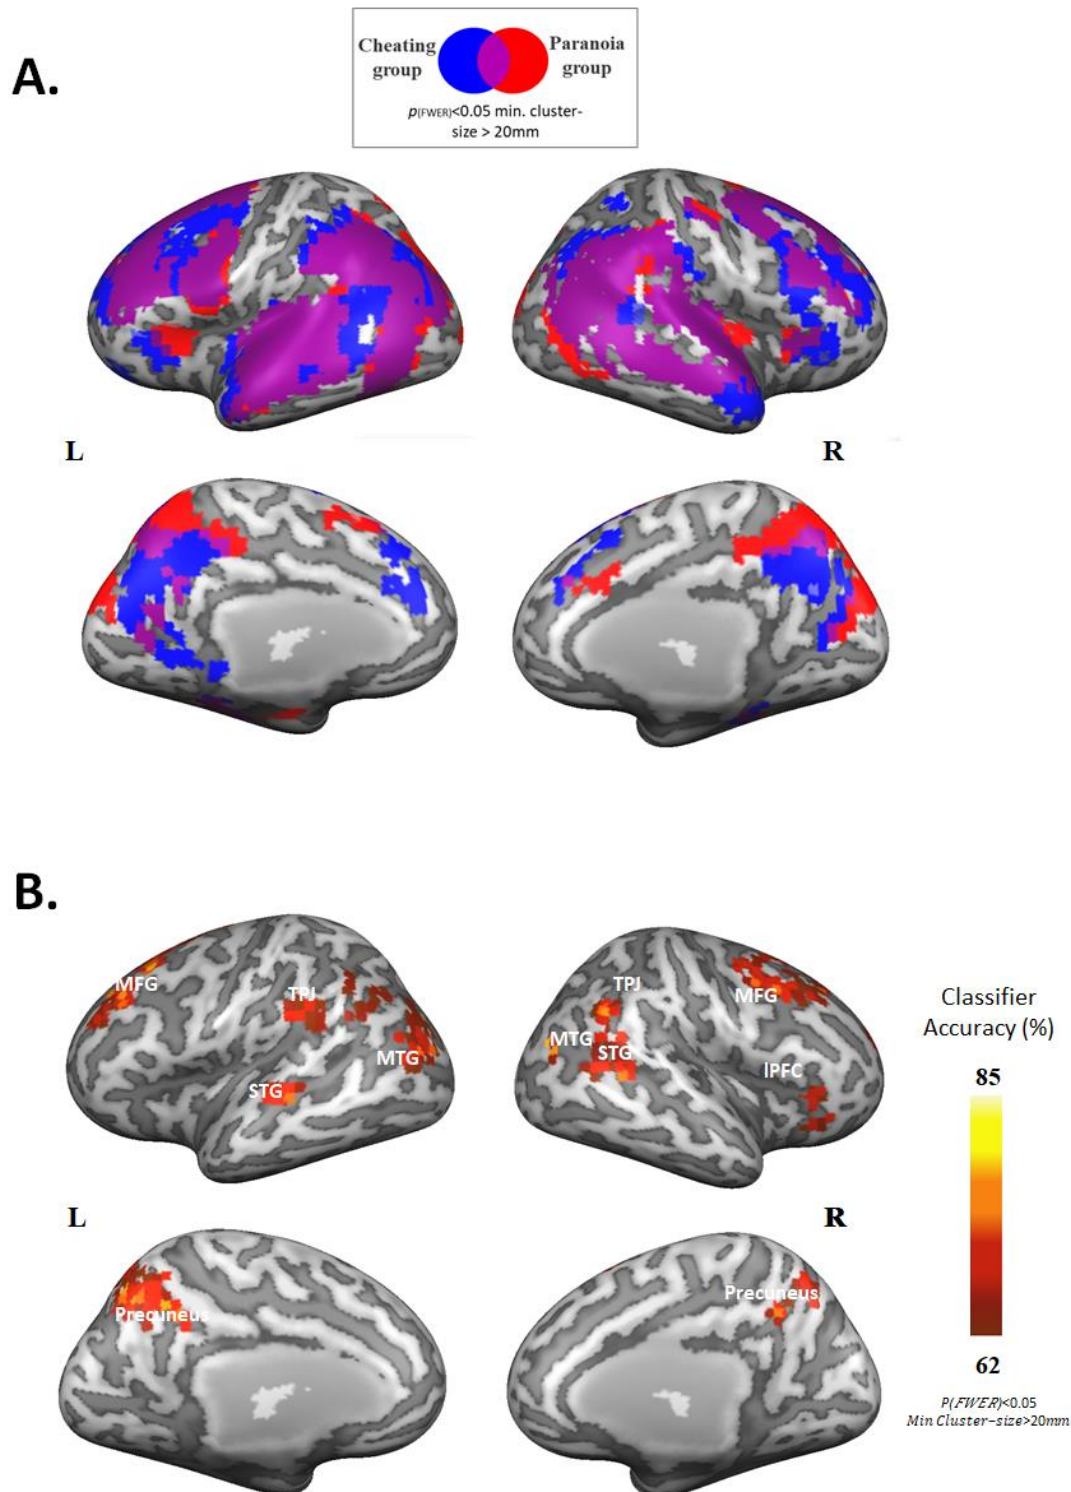 A.
Cheating
group
Paranoia
group
p(FWER)<0.05 min. cluster-
size > 20mm
L
R
B.
MFG
TPJ
MTG
STG
TPJ
MFG
MTG
STG
lPFC
Classifier
Accuracy (%)
85
62
P(FWER)<0.05
Min Cluster−size>20mm
L
R
Precuneus
Precuneus